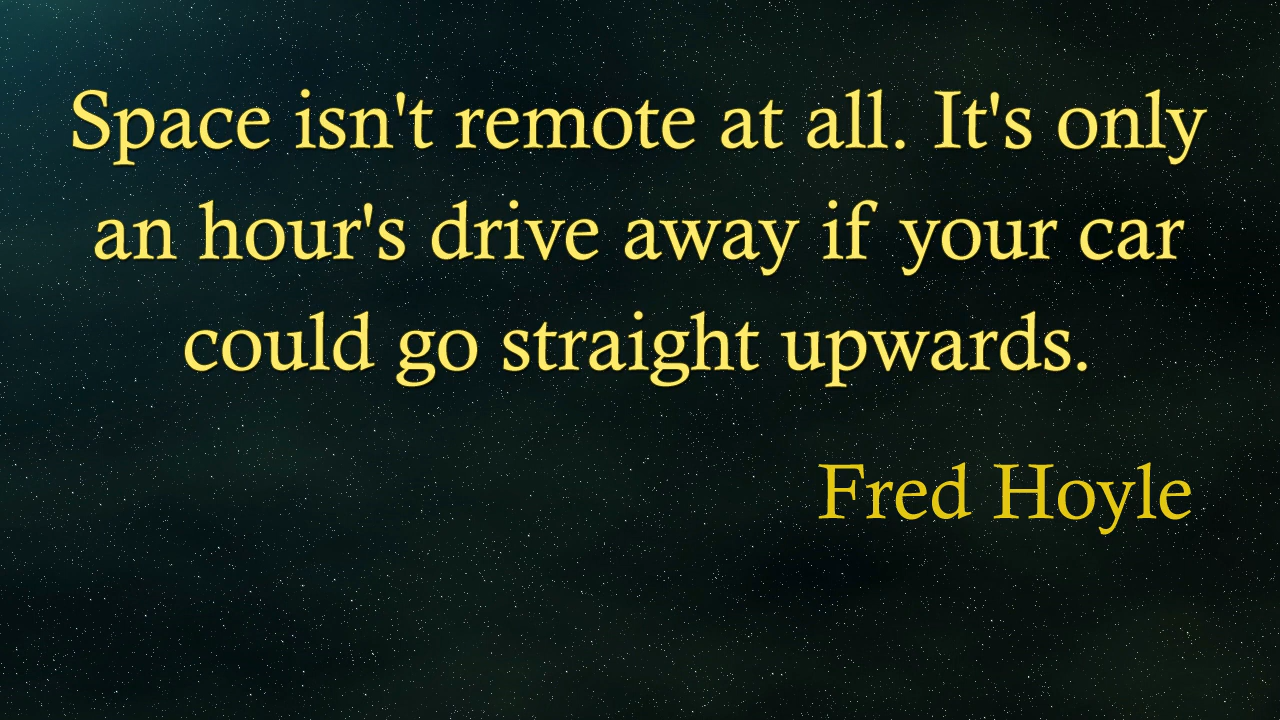 Space isn't remote at all. It's only
an hour's drive away if your car
could go straight upwards.
Fred Hoyle